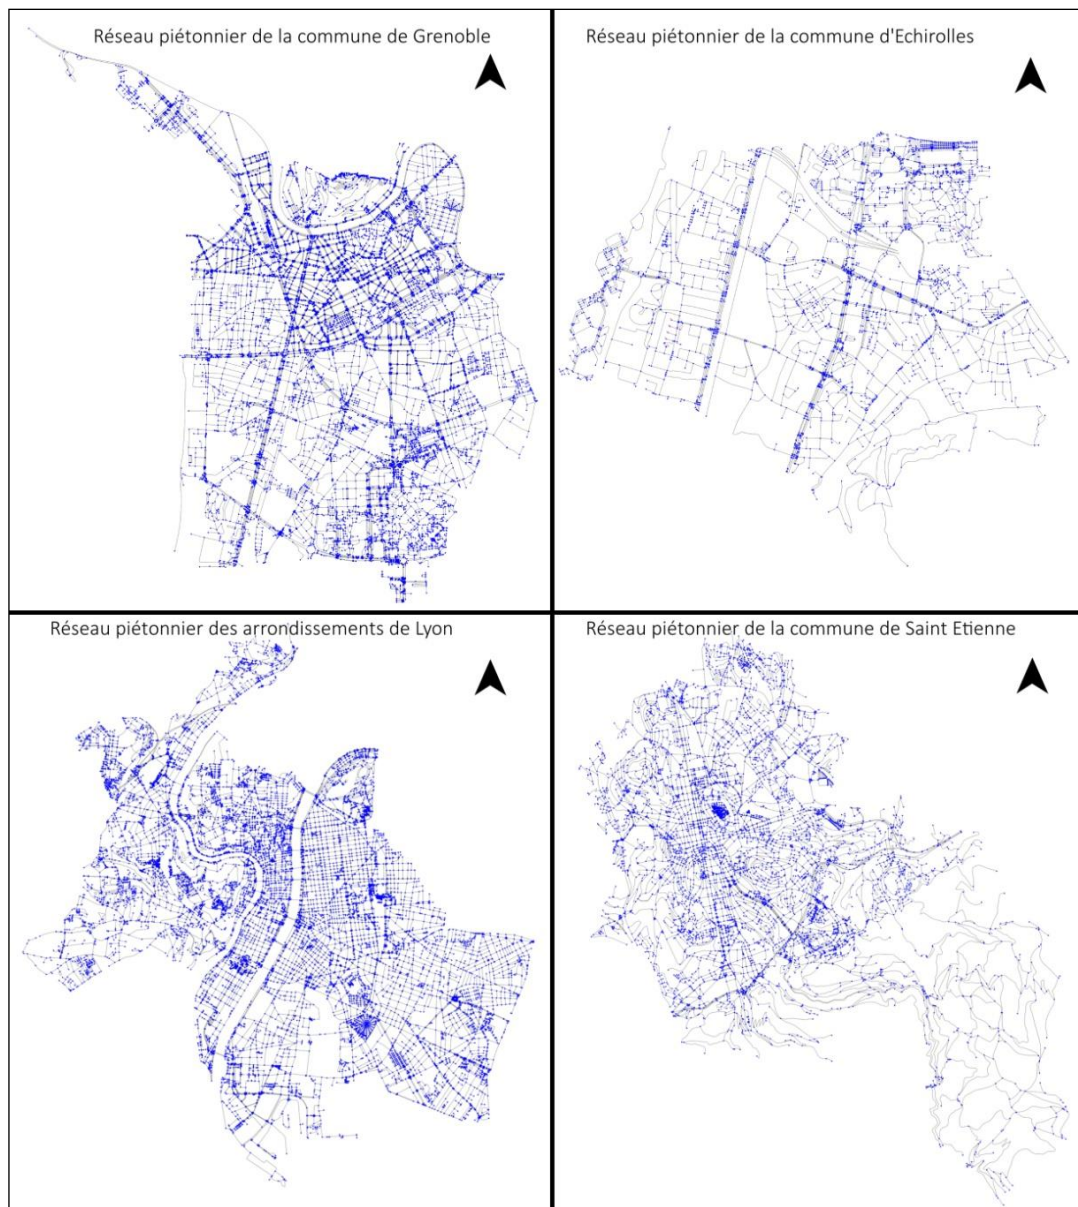 Réseau piétonnier de la commune de Grenoble
Réseau piétonnier de la commune d'Echirolles
Réseau piétonnier des arrondissements de Lyon
Réseau piétonnier de la commune de Saint Etienne